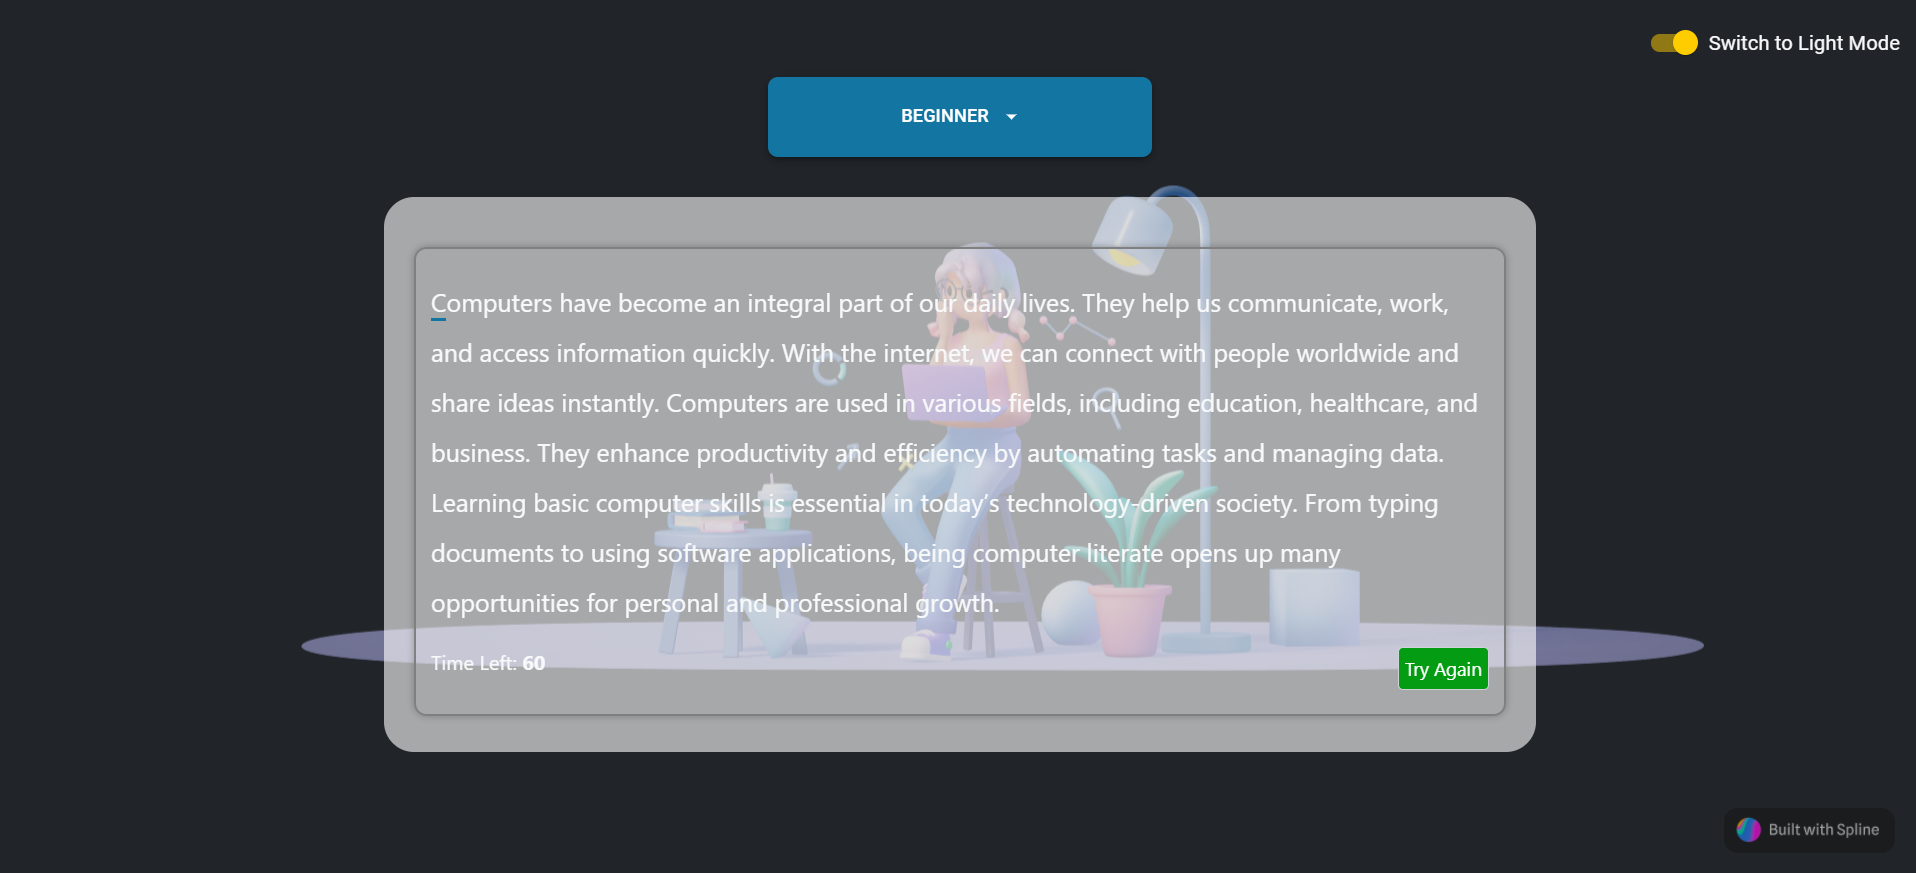 Switch to Light Mode
BEGINNER
Computers have become an integral part of our daily lives. They help us communicate, work,
and access information quickly. With the internet, we can connect with people worldwide and
share ideas instantly. Computers are used in various fields, including education, healthcare, and
business. They enhance productivity and efficiency by automating tasks and managing data.
Learning basic computer skills is essential in today’s technology-driven society. From typing
documents to using software applications, being computer literate opens up many
opportunities for personal and professional growth.
Time Left: 60
Try Again
Built with Spline